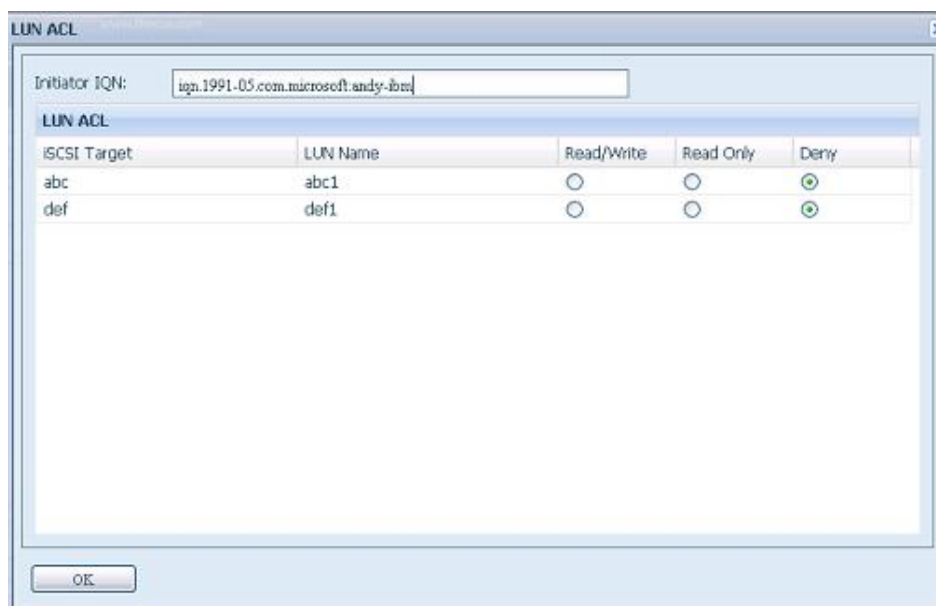 LUN ACL
Initiator IQN: iqn.1991-05.com.microsoft:andy-ibm
LUN ACL
iSCSI Target LUN Name Read/Write Read Only Deny
abc abc1
def def1
OK